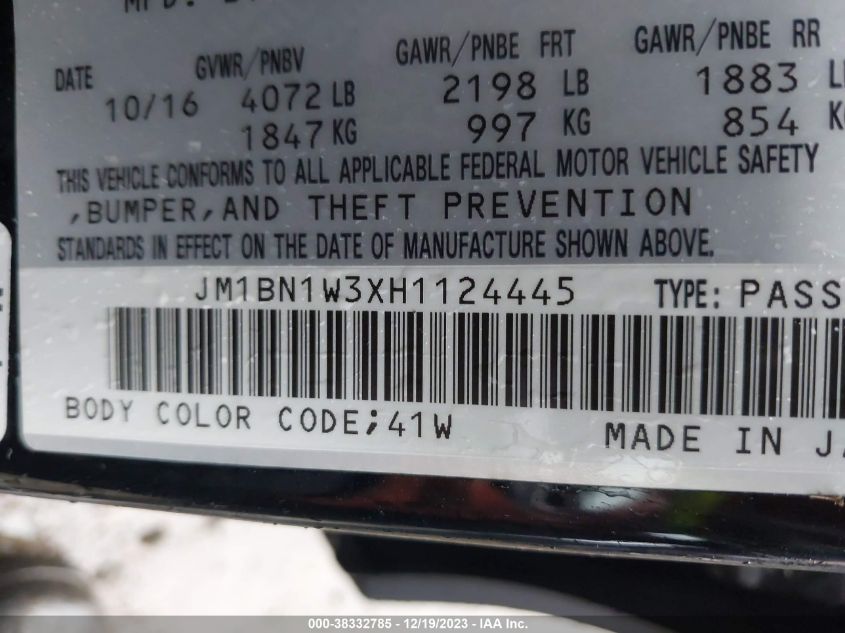 MFD.
DATE GVWR/PNBV GAWR/PNBE FRT GAWR/PNBE RR
10/16 4072 LB 2198 LB 1883
1847 KG 997 KG 854
THIS VEHICLE CONFORMS TO ALL APPLICABLE FEDERAL MOTOR VEHICLE SAFETY
,BUMPER,AND THEFT PREVENTION
STANDARDS IN EFFECT ON THE DATE OF MANUFACTURE SHOWN ABOVE.
JM1BN1W3XH1124445 TYPE: PASS
BODY COLOR CODE;41W MADE IN JA
000-38332785 - 12/19/2023 - IAA Inc.